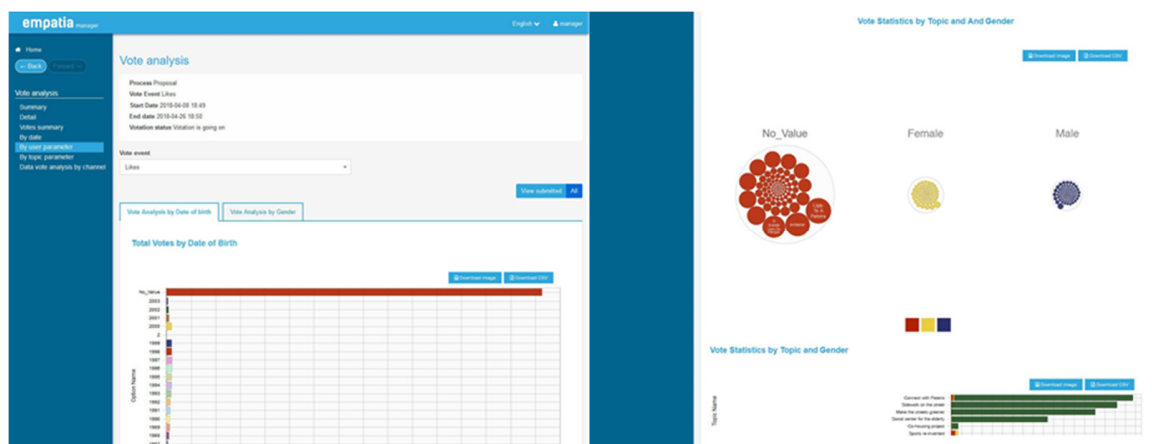 empatia manager
English
manager
Home
← Back
Forward →
Vote analysis
Summary
Detail
Votes summary
By date
By user parameter
By topic parameter
Data vote analysis by channel
Vote analysis
Process Proposal
Vote Event Likes
Start Date 2018-04-08 18:49
End date 2018-04-26 18:50
Votation status Votation is going on
Vote event
Likes
View submitted All
Vote Analysis by Date of birth
Vote Analysis by Gender
Total Votes by Date of Birth
Download image
Download CSV
Option Name
No_Value
2003
2002
2001
2000
2
1999
1998
1997
1996
1995
1994
1993
1992
1991
1990
1989
1988
Vote Statistics by Topic and And Gender
Download image
Download CSV
No_Value
Female
Male
Vote Statistics by Topic and Gender
Download image
Download CSV
Topic Name
Connect with Patena
Sidewalk on the street
Make the unwely greener
Social center for the elderly
Co-housing project
Sports re-invented